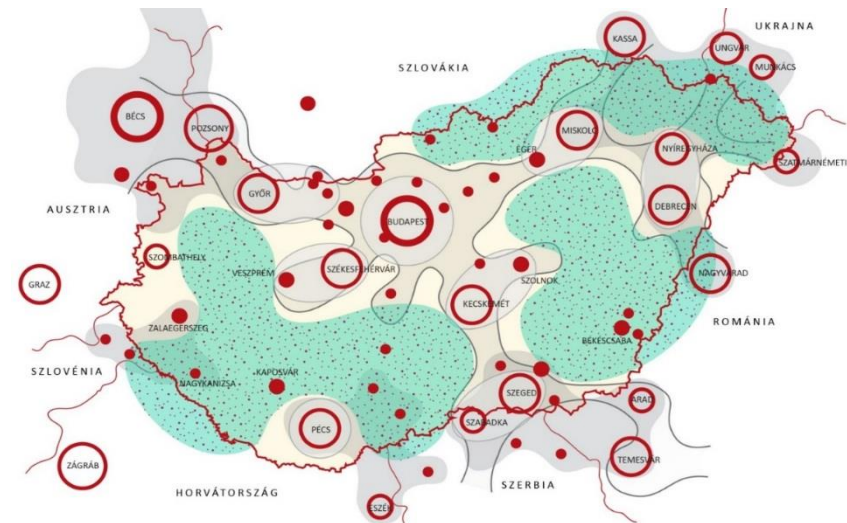 UKRAJNA
KASSA
UNGVÁR
SZLOVÁKIA
MUNKÁCS
BÉCS
POZSONY
MISKOLC
EGER
NYÍREGYHÁZA
SZATMÁRNÉMETI
GYŐR
DEBRECEN
AUSZTRIA
BUDAPEST
SZOMBATHELY
SZÉKESFEHÉRVÁR
VESZPRÉM
NAGYVÁRAD
SZOLNOK
GRAZ
KECSKEMÉT
ROMÁNIA
ZALAEGERSZEG
BÉKÉSCSABA
SZLOVÉNIA
NAGYKANIZSA
KAPOSVÁR
SZEGED
ARAD
SZABADKA
PÉCS
TEMESVÁR
ZÁGRÁB
SZERBIA
HORVÁTORSZÁG
ESZÉK